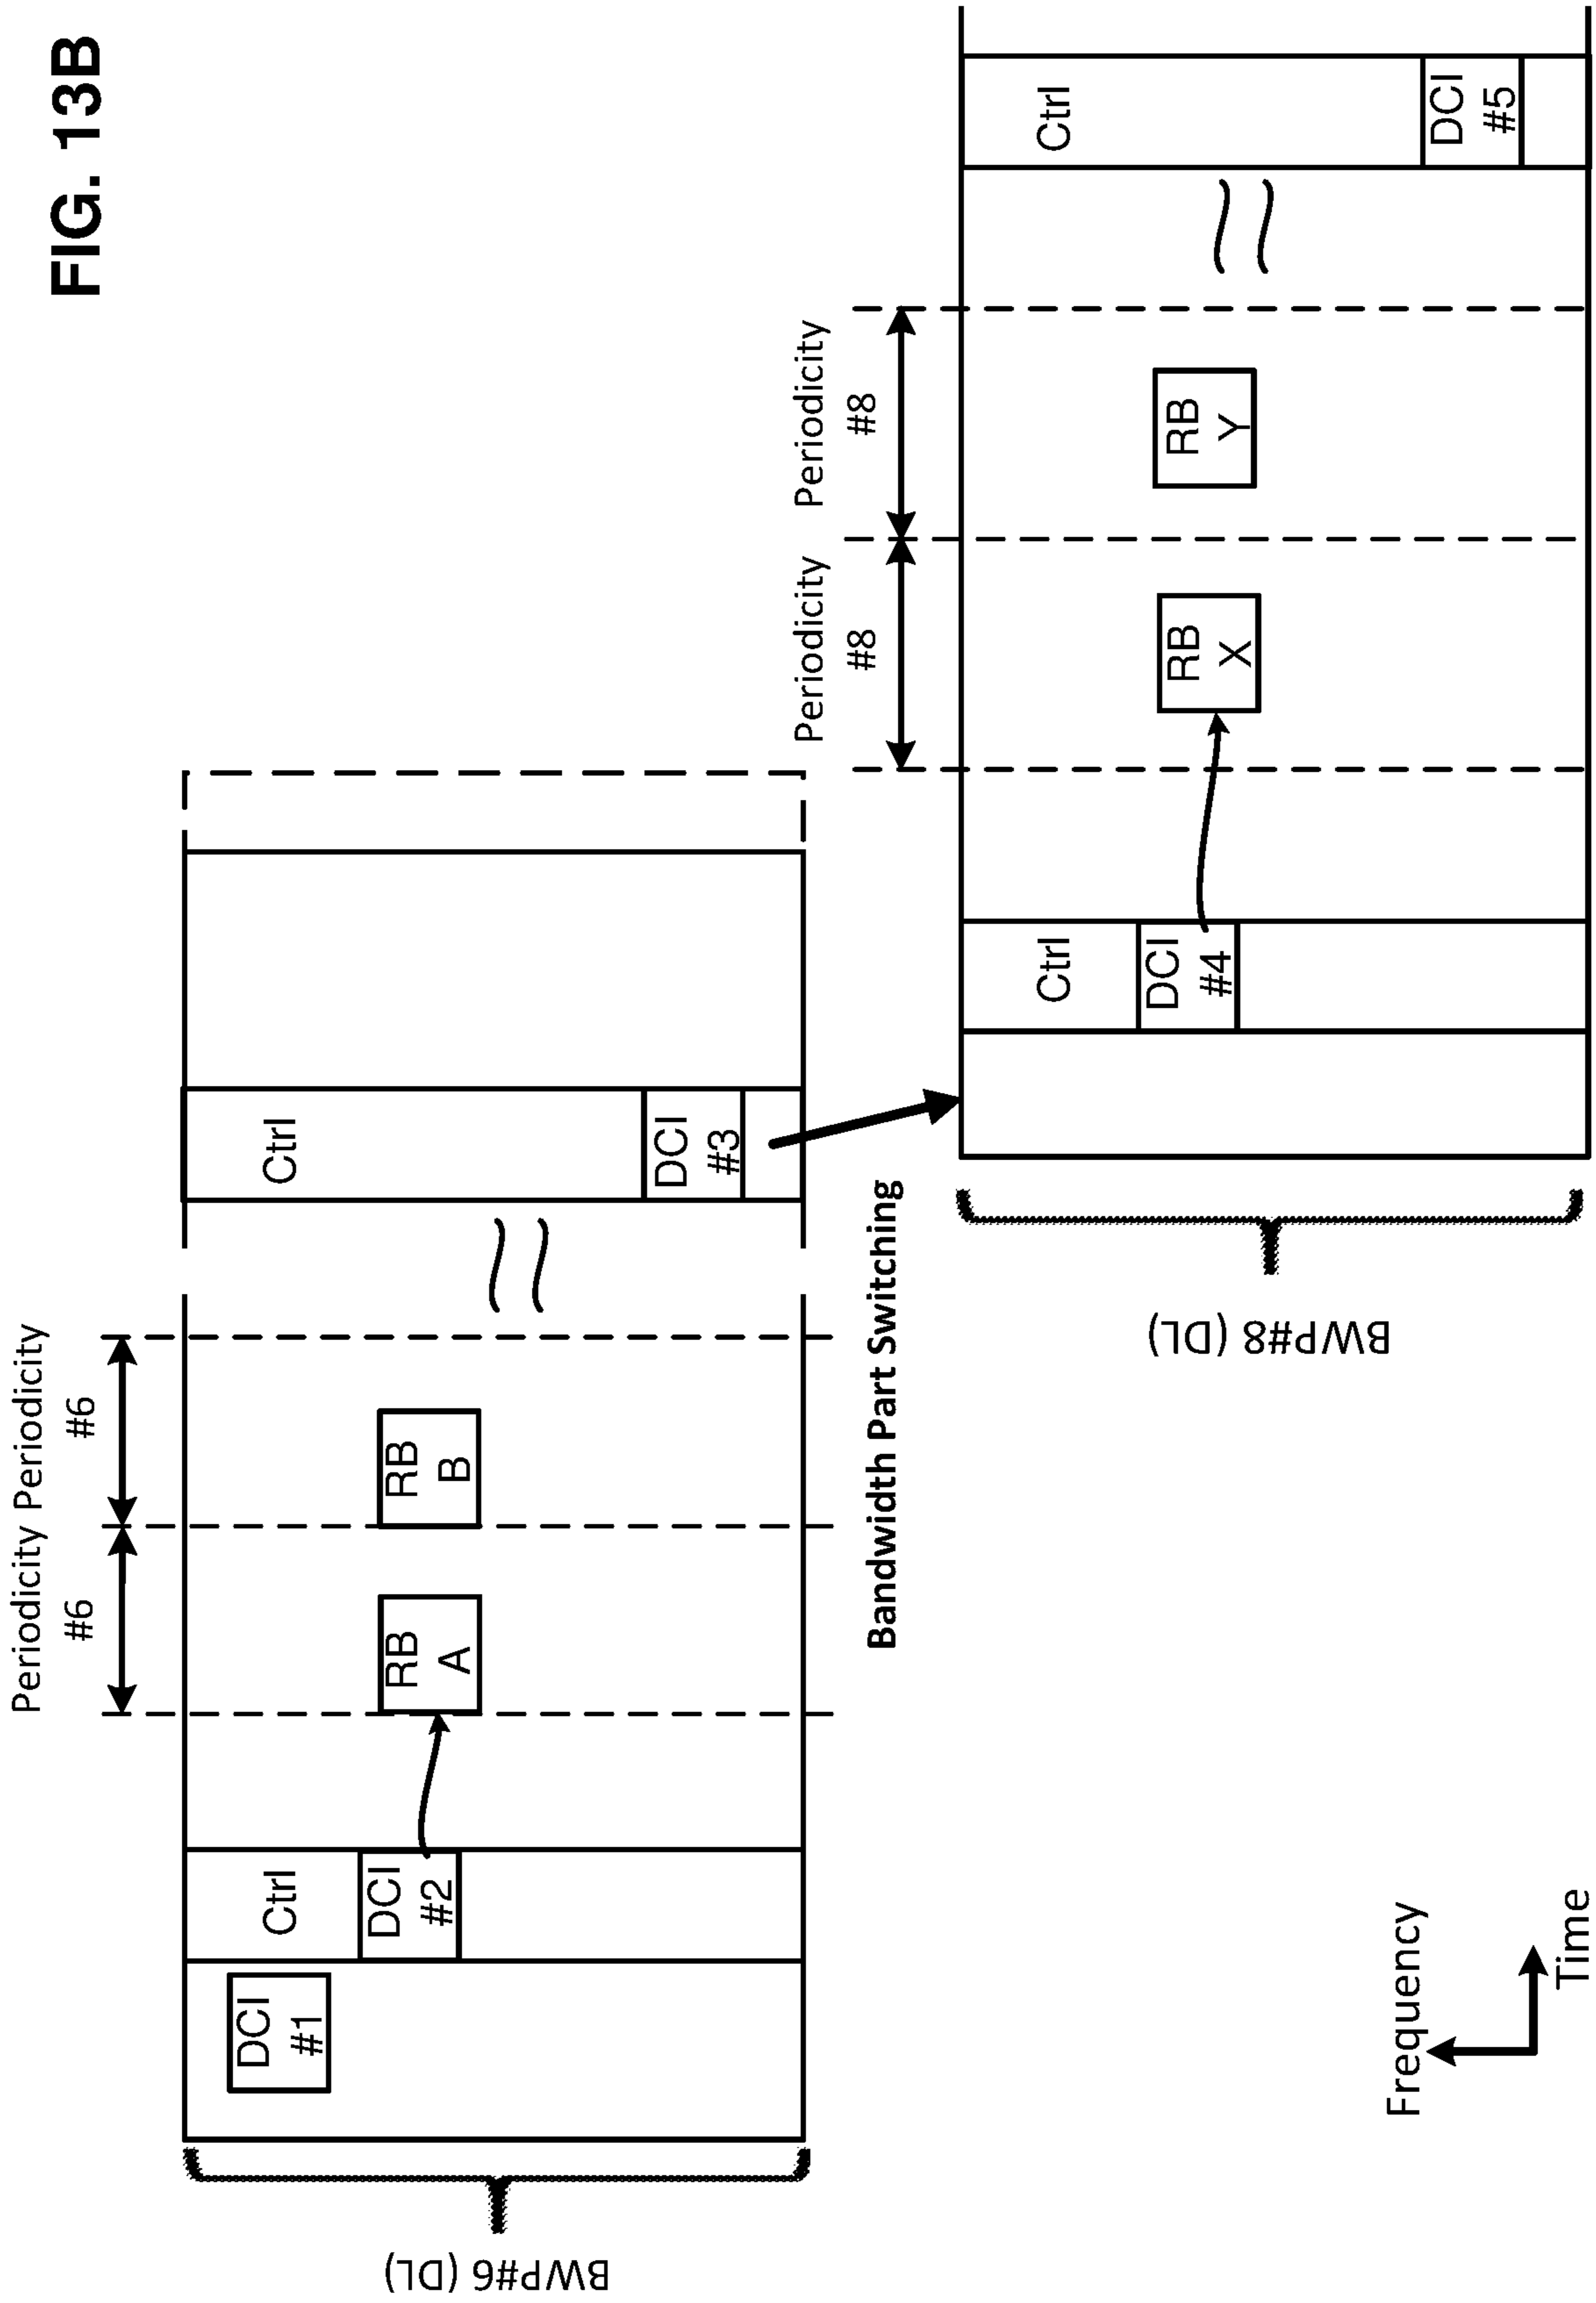 FIG. 13B
Periodicity
#6
Periodicity
#6
BWP#6 (DL)
DCI
#1
Ctrl
DCI
#2
RB
A
RB
B
Ctrl
DCI
#3
Bandwidth Part Switching
Periodicity
#8
Periodicity
#8
BWP#8 (DL)
Ctrl
DCI
#4
RB
X
RB
Y
Ctrl
DCI
#5
Frequency
Time